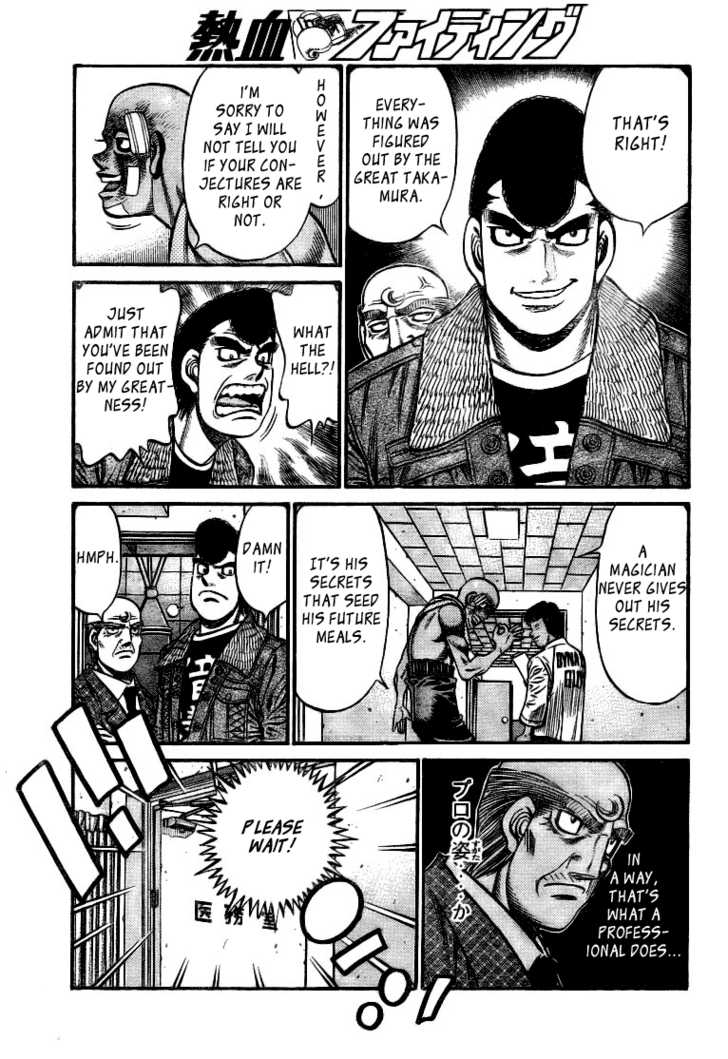 熱血ファイティング
THAT'S
RIGHT!
EVERY-
THING WAS
FIGURED
OUT BY THE
GREAT TAKA-
MURA.
HOWEVER,
I'M
SORRY TO
SAY I WILL
NOT TELL YOU
IF YOUR CON-
JECTURES ARE
RIGHT OR
NOT.
WHAT
THE
HELL?!
JUST
ADMIT THAT
YOU'VE BEEN
FOUND OUT
BY MY GREAT-
NESS!
A
MAGICIAN
NEVER GIVES
OUT HIS
SECRETS.
IT'S HIS
SECRETS
THAT SEED
HIS FUTURE
MEALS.
DAMN
IT!
HMPH.
プロの姿・・・か
すがた
IN
A WAY,
THAT'S
WHAT A
PROFESS-
IONAL DOES...
PLEASE
WAIT!
医務室